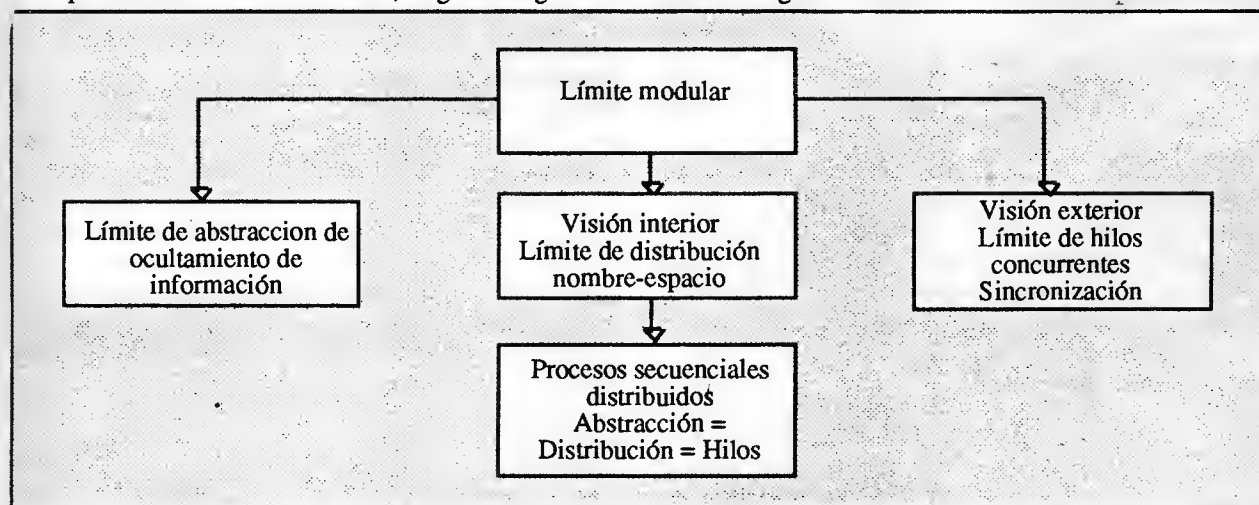 Límite modular
Límite de abstraccion de
ocultamiento de
información
Visión interior
Límite de distribución
nombre-espacio
Visión exterior
Límite de hilos
concurrentes
Sincronización
Procesos secuenciales
distribuidos
Abstracción =
Distribución = Hilos